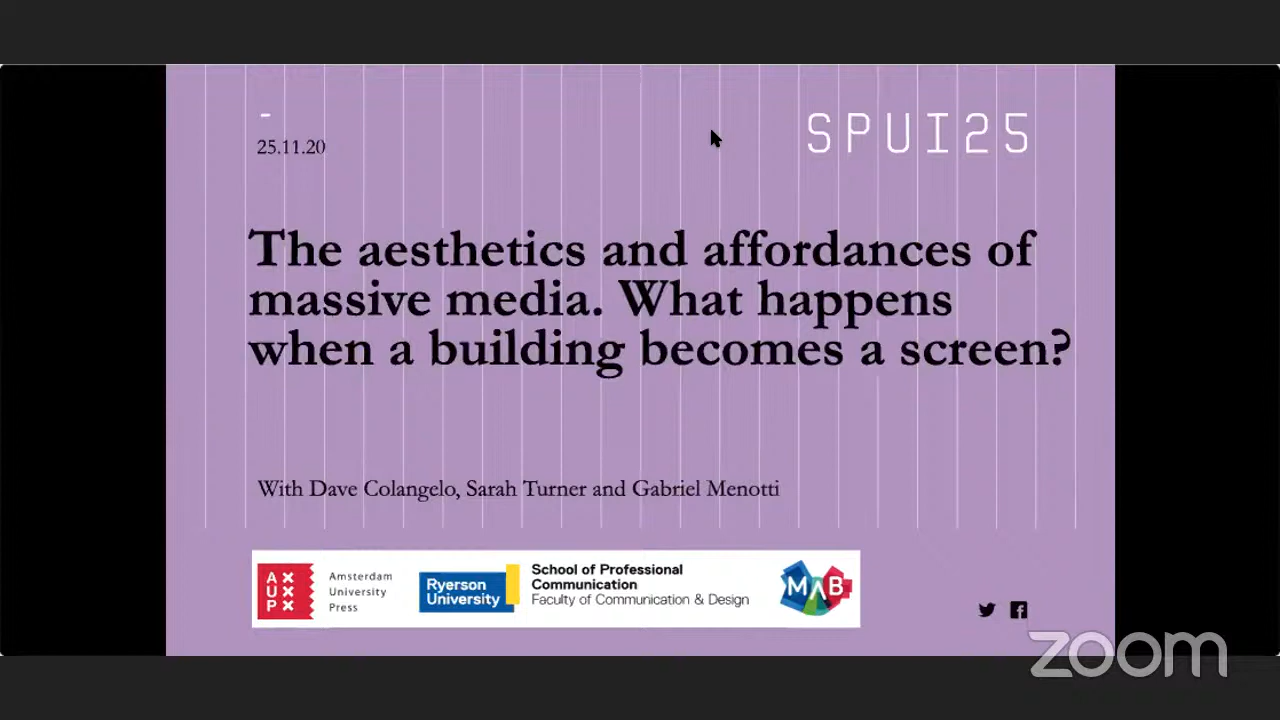 25.11.20
SPUI25
The aesthetics and affordances of
massive media. What happens
when a building becomes a screen?
With Dave Colangelo, Sarah Turner and Gabriel Menotti
A
U
P
Amsterdam
University
Press
Ryerson
University
School of Professional
Communication
Faculty of Communication & Design
MAB
zoom